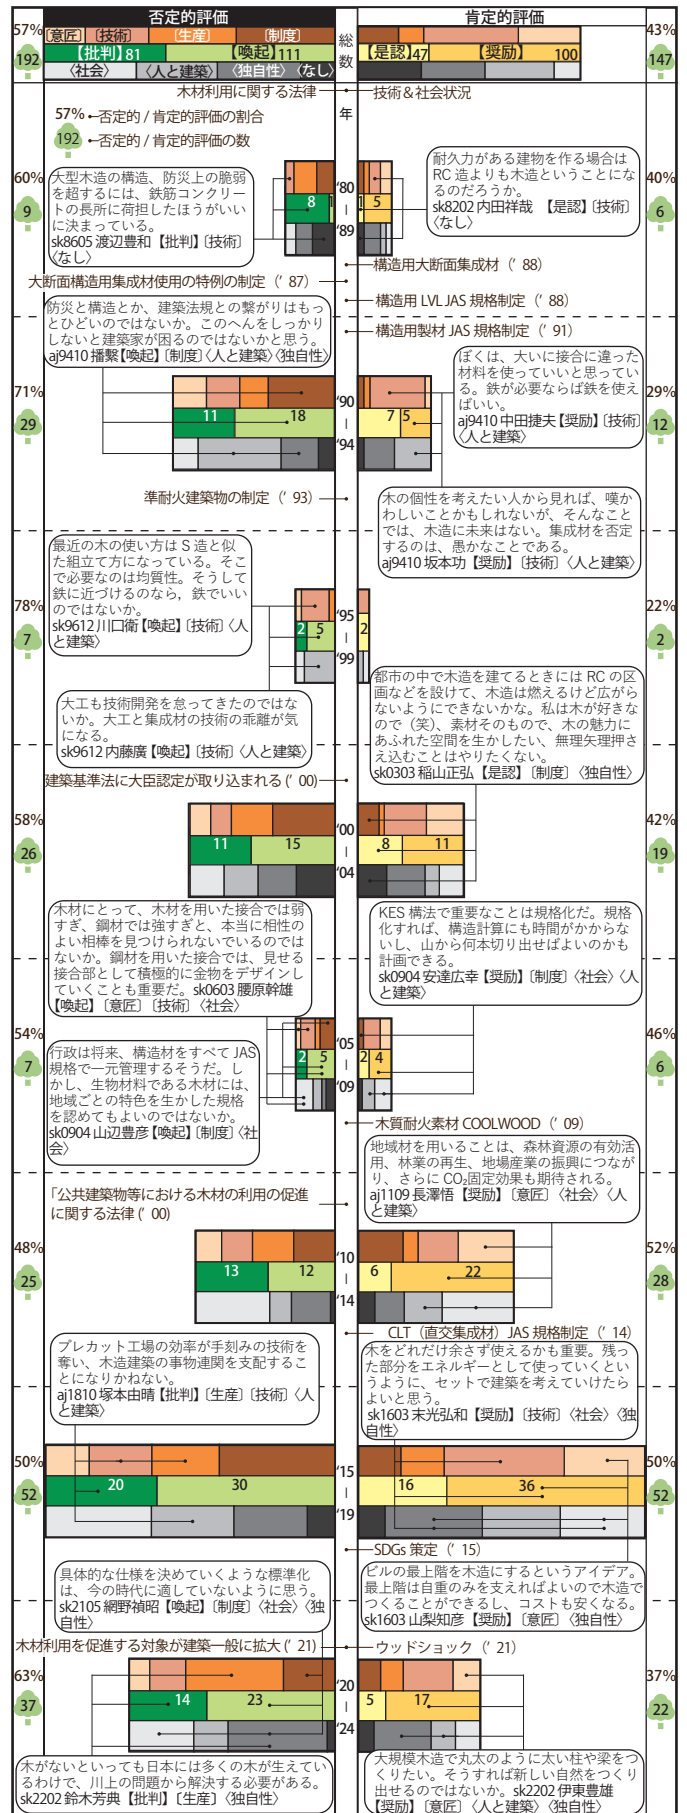 否定的評価
肯定的評価
57%
192
〔意匠〕〔技術〕〔生産〕〔制度〕
【批判】81【喚起】111
〈社会〉〈人と建築〉〈独自性〉〈なし〉
総数
【是認】47【奨励】100
43%
147
木材利用に関する法律
技術＆社会状況
年
57% 否定的 / 肯定的評価の割合
192 否定的 / 肯定的評価の数
60%
9
大型木造の構造、防災上の脆弱
を超するには、鉄筋コンクリー
トの長所に荷担したほうがいい
に決まっている。
sk8605 渡辺豊和【批判】〔技術〕
〈なし〉
8
1
'80
–
'89
1
5
耐久力がある建物を作る場合は
RC 造よりも木造ということにな
るのだろうか。
sk8202 内田祥哉 【是認】〔技術〕
〈なし〉
40%
6
構造用大断面集成材（’88）
大断面構造用集成材使用の特例の制定（’87）
構造用 LVL JAS 規格制定（’88）
構造用製材 JAS 規格制定（’91）
防災と構造とか、建築法規との繋がりはもっ
とひどいのではないか。このへんをしっかり
しないと建築家が困るのではないかと思う。
aj9410 播繁【喚起】〔制度〕〈人と建築〉〈独自性〉
71%
29
11
18
'90
–
'94
7
5
ぼくは、大いに接合に違った
材料を使っていいと思ってい
る。鉄が必要ならば鉄を使え
ばいい。
aj9410 中田捷夫【奨励】〔技術〕
〈人と建築〉
29%
12
準耐火建築物の制定（’93）
木の個性を考えたい人から見れば、嘆か
わしいことかもしれないが、そんなこと
では、木造に未来はない。集成材を否定
するのは、愚かなことである。
aj9410 坂本功【奨励】〔技術〕〈人と建築〉
最近の木の使い方は S 造と似
た組立て方になっている。そこ
で必要なのは均質性。そうして
鉄に近づけるのなら，鉄でいい
のではないか。
sk9612 川口衛【喚起】〔技術〕〈人
と建築〉
78%
7
2
5
'95
–
'99
2
22%
2
大工も技術開発を怠ってきたのではな
いか。大工と集成材の技術の乖離が気
になる。
sk9612 内藤廣【喚起】〔技術〕〈人と建築〉
都市の中で木造を建てるときには RC の区
画などを設けて、木造は燃えるけど広がら
ないようにできないかな。私は木が好きな
ので（笑)、素材そのもので、木の魅力に
あふれた空間を生かしたい、無理矢理押さ
え込むことはやりたくない。
sk0303 稲山正弘【是認】〔制度〕〈独自性〉
建築基準法に大臣認定が取り込まれる (’00)
58%
26
11
15
'00
–
'04
8
11
42%
19
木材にとって、木材を用いた接合では弱
すぎ、鋼材では強すぎと、本当に相性の
よい相棒を見つけられないでいるのでは
ないか。鋼材を用いた接合では、見せる
接合部として積極的に金物をデザインし
ていくことも重要だ。sk0603 腰原幹雄
【喚起】〔意匠〕〔技術〕〈社会〉
KES 構法で重要なことは規格化だ。規格
化すれば、構造計算にも時間がかからな
いし、山から何本切り出せばよいのかも
計画できる。
sk0904 安達広幸【奨励】〔制度〕〈社会〉〈人
と建築〉
54%
7
2
5
'05
–
'09
2
4
46%
6
行政は将来、構造材をすべて JAS
規格で一元管理するそうだ。し
かし、生物材料である木材には、
地域ごとの特色を生かした規格
を認めてもよいのではないか。
sk0904 山辺豊彦【喚起】〔制度〕〈社
会〉
木質耐火素材 COOLWOOD（’09）
地域材を用いることは、森林資源の有効活
用、林業の再生、地場産業の振興につなが
り、さらに CO₂固定効果も期待される。
aj1109 長澤悟【奨励】〔意匠〕〈社会〉〈人
と建築〉
「公共建築物等における木材の利用の促進
に関する法律 (’00)
48%
25
13
12
'10
–
'14
6
22
52%
28
CLT（直交集成材）JAS 規格制定（’14）
プレカット工場の効率が手刻みの技術を
奪い、木造建築の事物連関を支配するこ
とになりかねない。
aj1810 塚本由晴【批判】〔生産〕〔技術〕〈人
と建築〉
木をどれだけ余さず使えるかも重要。残っ
た部分をエネルギーとして使っていくとい
うように、セットで建築を考えていけたら
よいと思う。
sk1603 末光弘和【奨励】〔技術〕〈社会〉〈独
自性〉
50%
52
20
30
'15
–
'19
16
36
50%
52
SDGs 策定（’15）
具体的な仕様を決めていくような標準化
は、今の時代に適していないように思う。
sk2105 網野禎昭【喚起】〔制度〕〈社会〉〈独
自性〉
ビルの最上階を木造にするというアイデア。
最上階は自重のみを支えればよいので木造で
つくることができるし、コストも安くなる。
sk1603 山梨知彦【奨励】〔意匠〕〈独自性〉
木材利用を促進する対象が建築一般に拡大 (’21)
ウッドショック（’21）
63%
37
14
23
'20
–
'24
5
17
37%
22
木がないといっても日本には多くの木が生えてい
るわけで、川上の問題から解決する必要がある。
sk2202 鈴木芳典【批判】〔生産〕〈独自性〉
大規模木造で丸太のように太い柱や梁をつ
くりたい。そうすれば新しい自然をつくり
出せるのではないか。sk2202 伊東豊雄
【奨励】〔意匠〕〈人と建築〉〈独自性〉